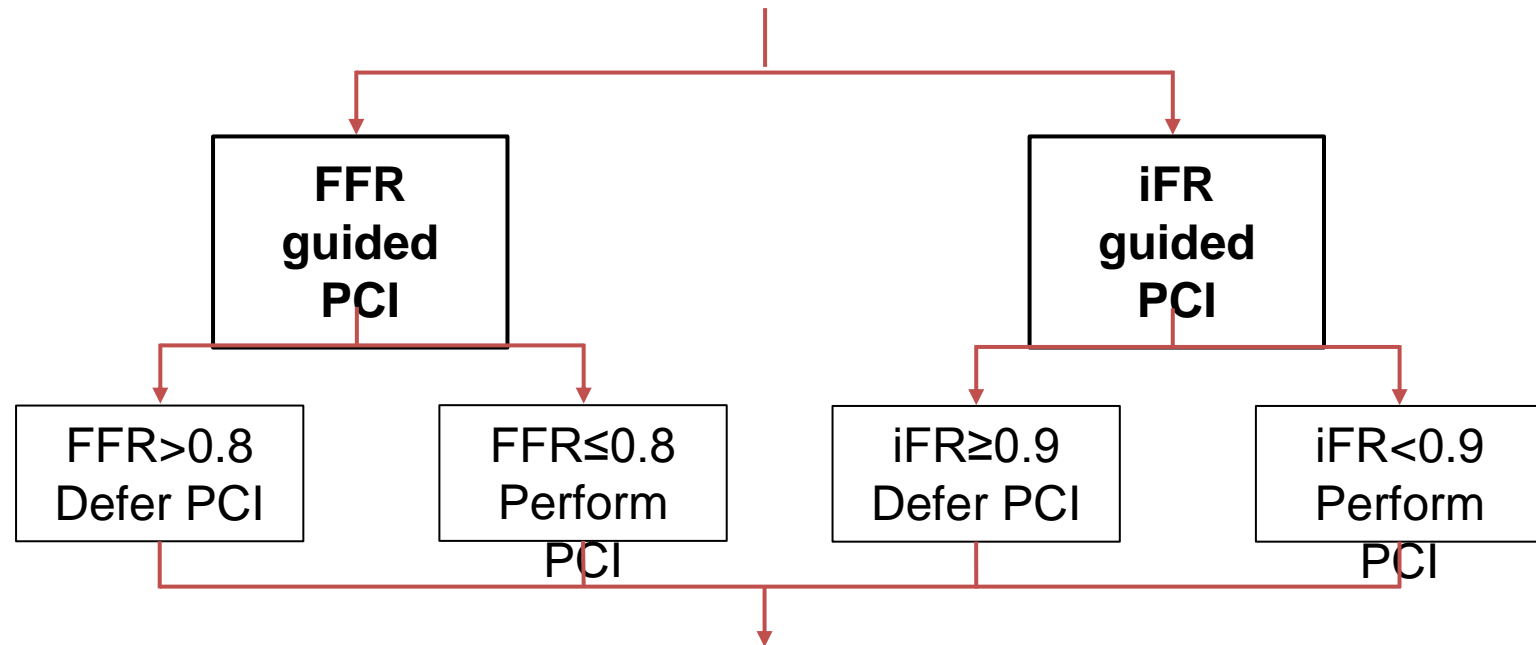 FFR
guided
PCI
iFR
guided
PCI
FFR>0.8
Defer PCI
FFR≤0.8
Perform
PCI
iFR≥0.9
Defer PCI
iFR<0.9
Perform
PCI